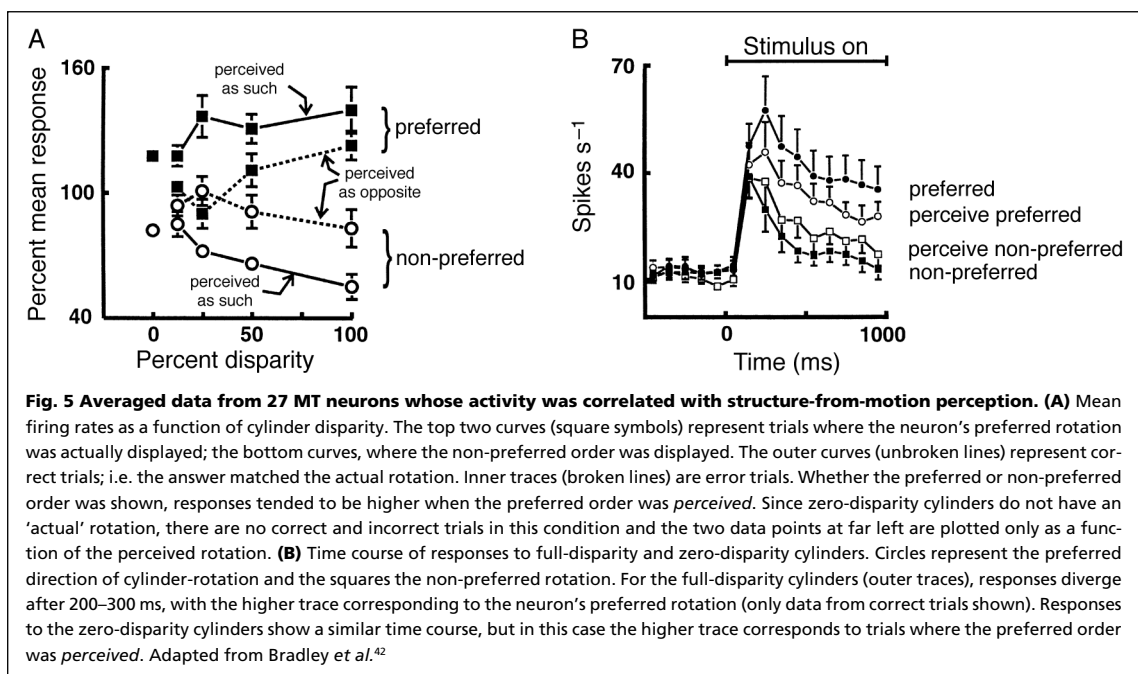 A
160
100
40
Percent mean response
perceived
as such
preferred
perceived
as opposite
non-preferred
perceived
as such
0
50
100
Percent disparity
B
Stimulus on
70
40
10
Spikes s−1
preferred
perceive preferred
perceive non-preferred
non-preferred
0
1000
Time (ms)
Fig. 5 Averaged data from 27 MT neurons whose activity was correlated with structure-from-motion perception. (A) Mean
firing rates as a function of cylinder disparity. The top two curves (square symbols) represent trials where the neuron's preferred rotation
was actually displayed; the bottom curves, where the non-preferred order was displayed. The outer curves (unbroken lines) represent cor-
rect trials; i.e. the answer matched the actual rotation. Inner traces (broken lines) are error trials. Whether the preferred or non-preferred
order was shown, responses tended to be higher when the preferred order was perceived. Since zero-disparity cylinders do not have an
'actual' rotation, there are no correct and incorrect trials in this condition and the two data points at far left are plotted only as a func-
tion of the perceived rotation. (B) Time course of responses to full-disparity and zero-disparity cylinders. Circles represent the preferred
direction of cylinder-rotation and the squares the non-preferred rotation. For the full-disparity cylinders (outer traces), responses diverge
after 200–300 ms, with the higher trace corresponding to the neuron's preferred rotation (only data from correct trials shown). Responses
to the zero-disparity cylinders show a similar time course, but in this case the higher trace corresponds to trials where the preferred order
was perceived. Adapted from Bradley et al.42